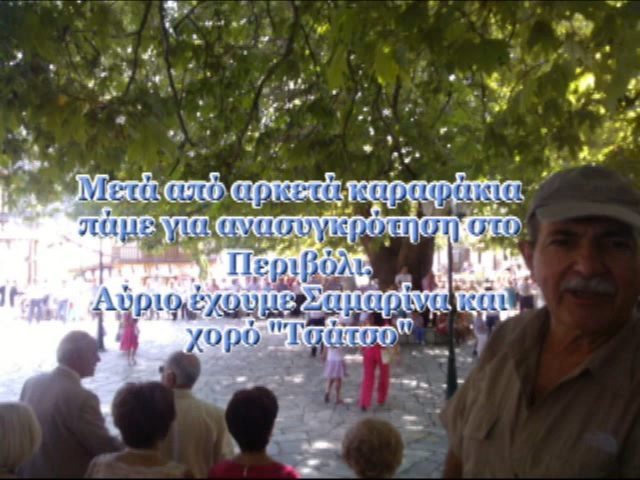 Μετά από αρκετά καραφάκια
πάμε για ανασυγκρότηση στο
Περιβόλι.
Αύριο έχουμε Σαμαρίνα και
χορό "Τσάτσο"